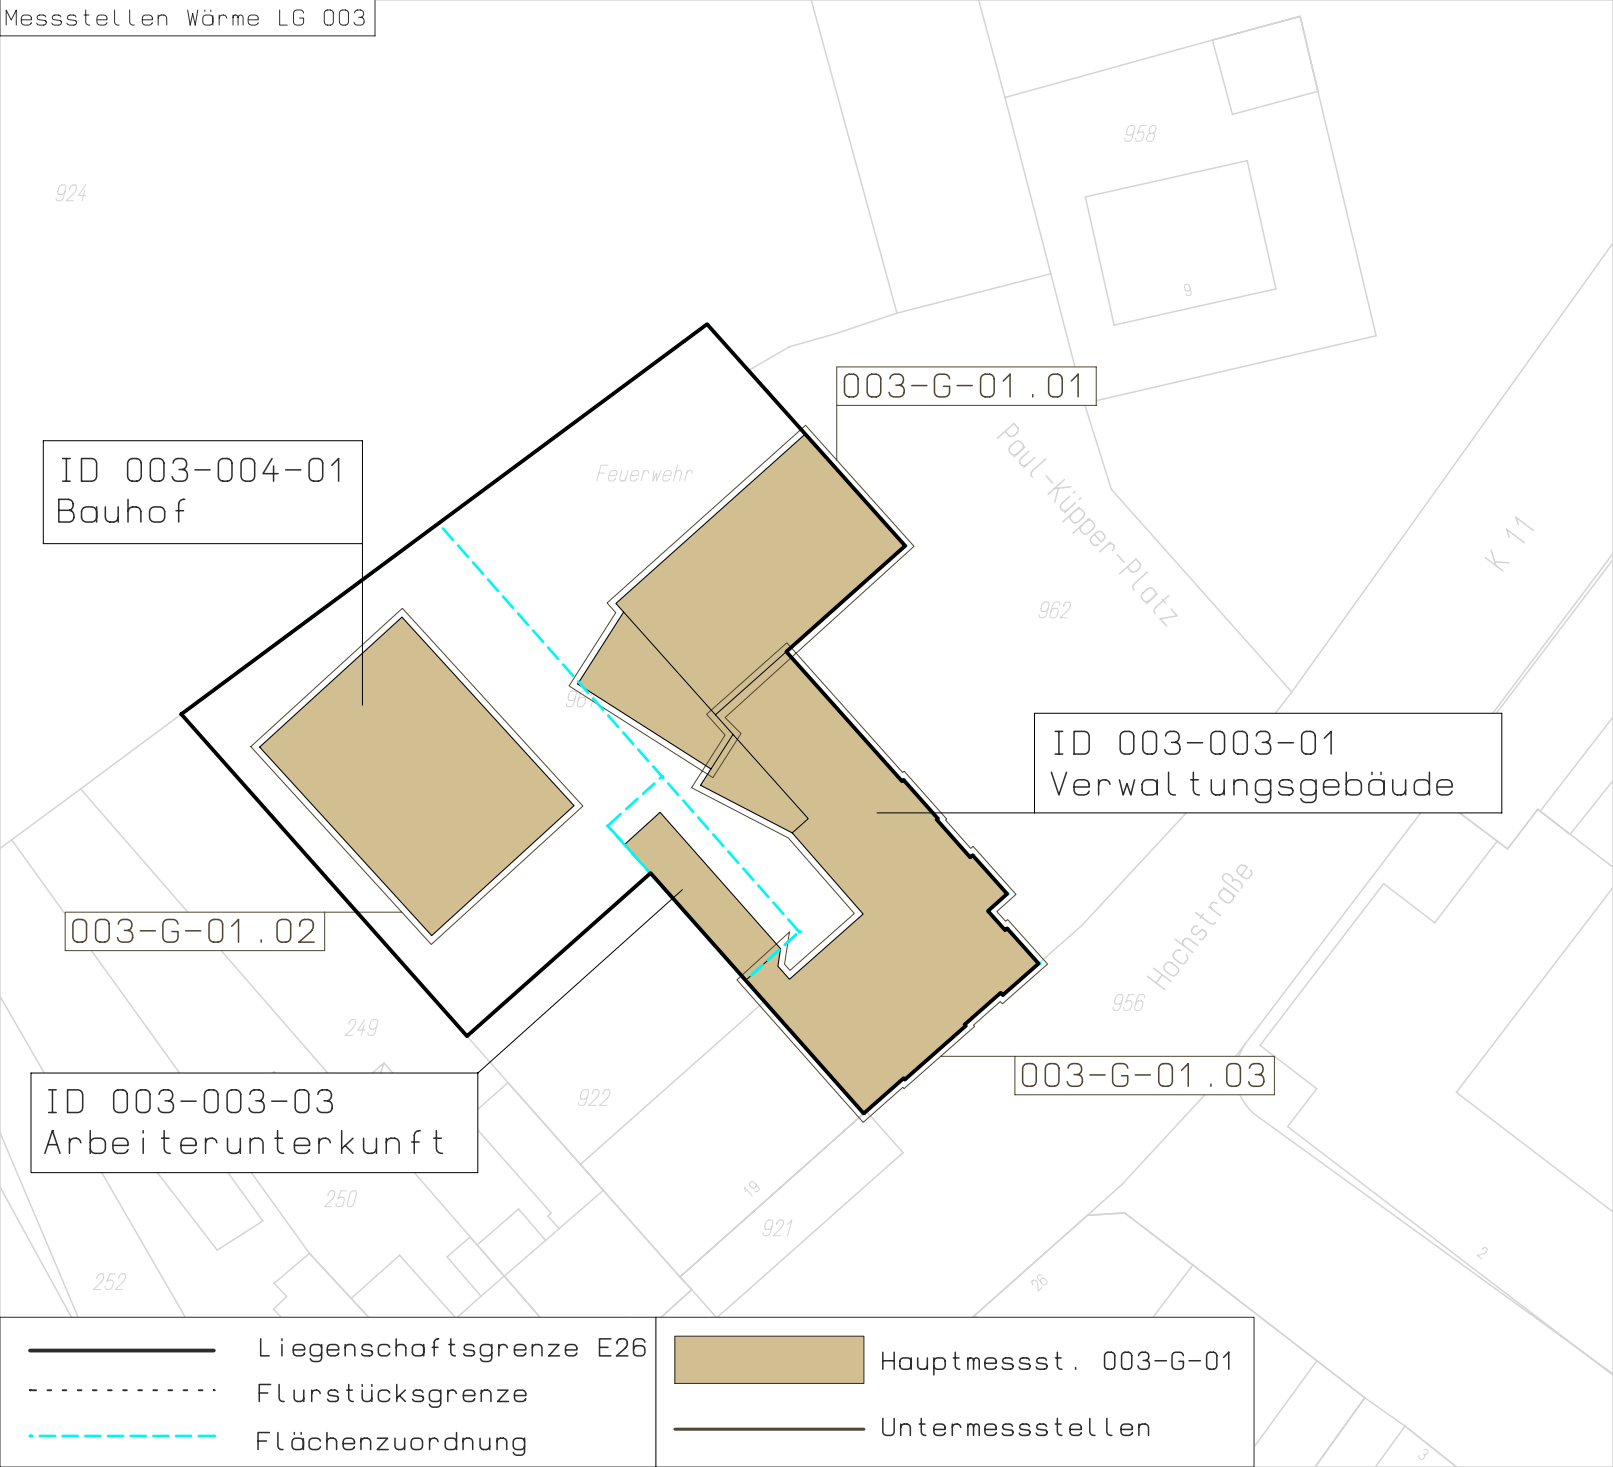 Messstellen Wärme LG 003
958
924
9
003-G-01.01
Paul-Küpper-Platz
ID 003-004-01
Bauhof
Feuerwehr
K 11
962
ID 003-003-01
Verwaltungsgebäude
003-G-01.02
Hochstraße
956
249
003-G-01.03
ID 003-003-03
Arbeiterunterkunft
922
19
250
921
252
26
2
Liegenschaftsgrenze E26
Flurstücksgrenze
Flächenzuordnung
Hauptmessst. 003-G-01
Untermessstellen
3